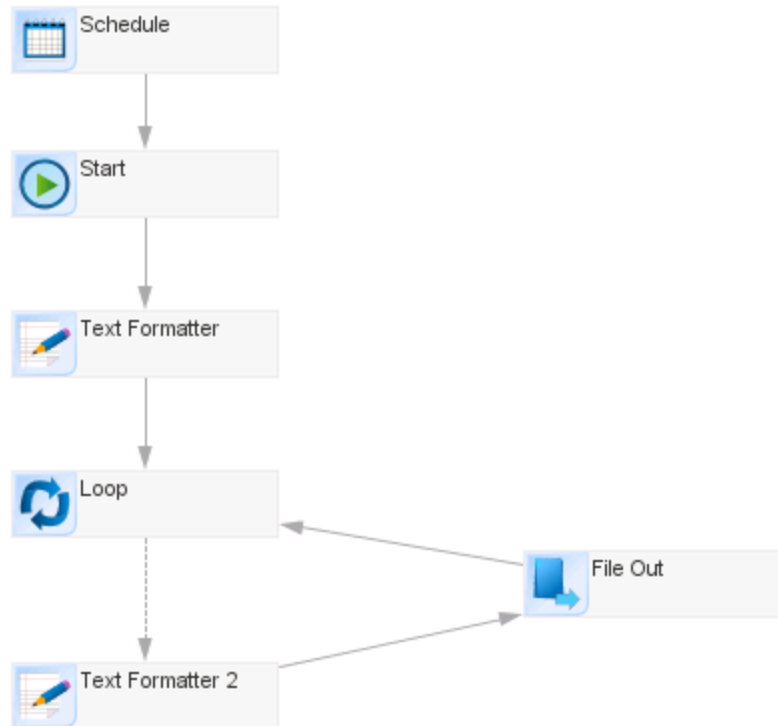 Schedule
Start
Text Formatter
Loop
File Out
Text Formatter 2